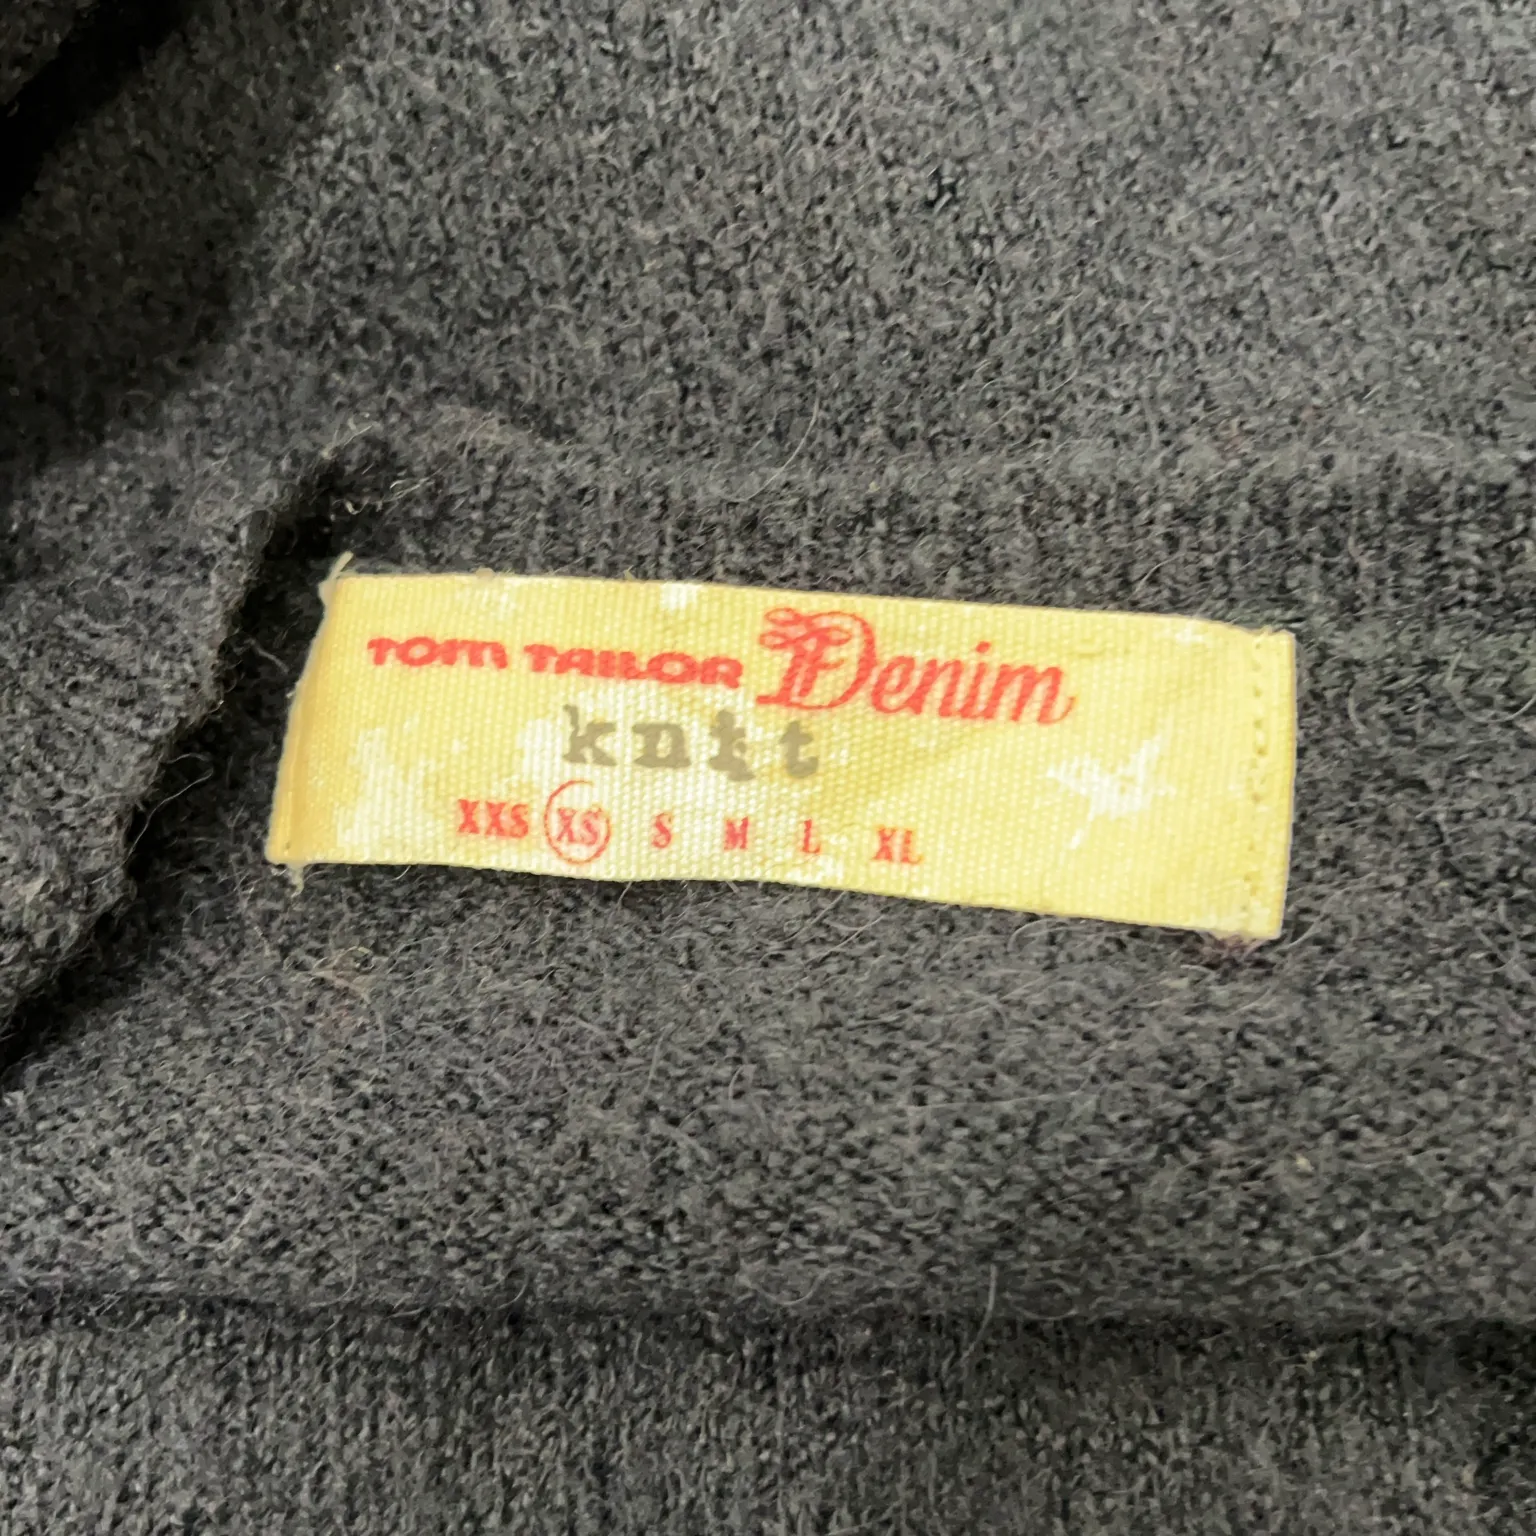 TOM TAILOR Denim
knit
XXS XS S M L XL